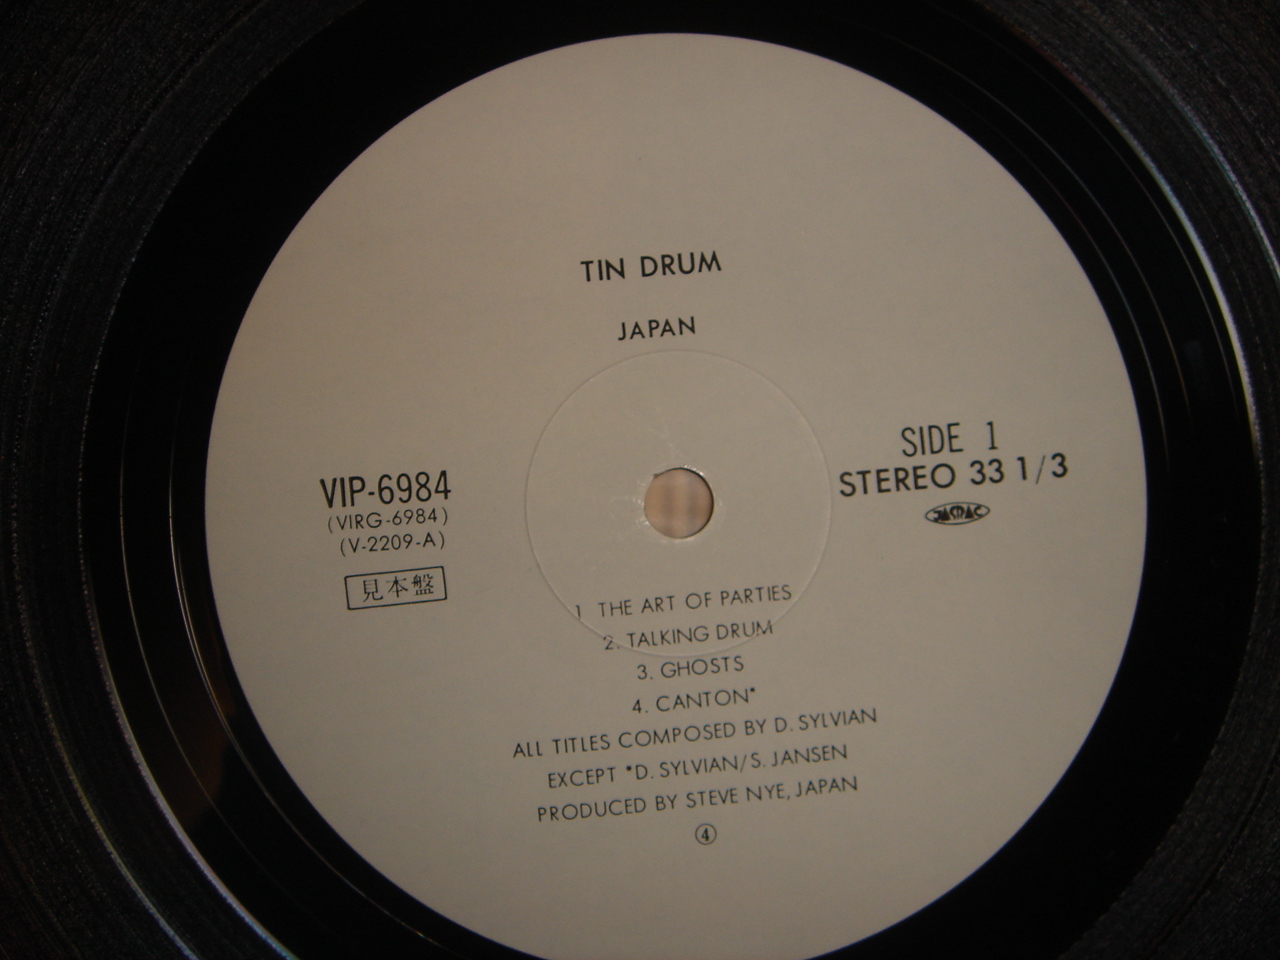 TIN DRUM
JAPAN
SIDE 1
STEREO 33 1/3
JASRAC
VIP-6984
(VIRG-6984)
(V-2209-A)
見本盤
1 THE ART OF PARTIES
2. TALKING DRUM
3. GHOSTS
4. CANTON*
ALL TITLES COMPOSED BY D. SYLVIAN
EXCEPT *D. SYLVIAN/S. JANSEN
PRODUCED BY STEVE NYE, JAPAN
④